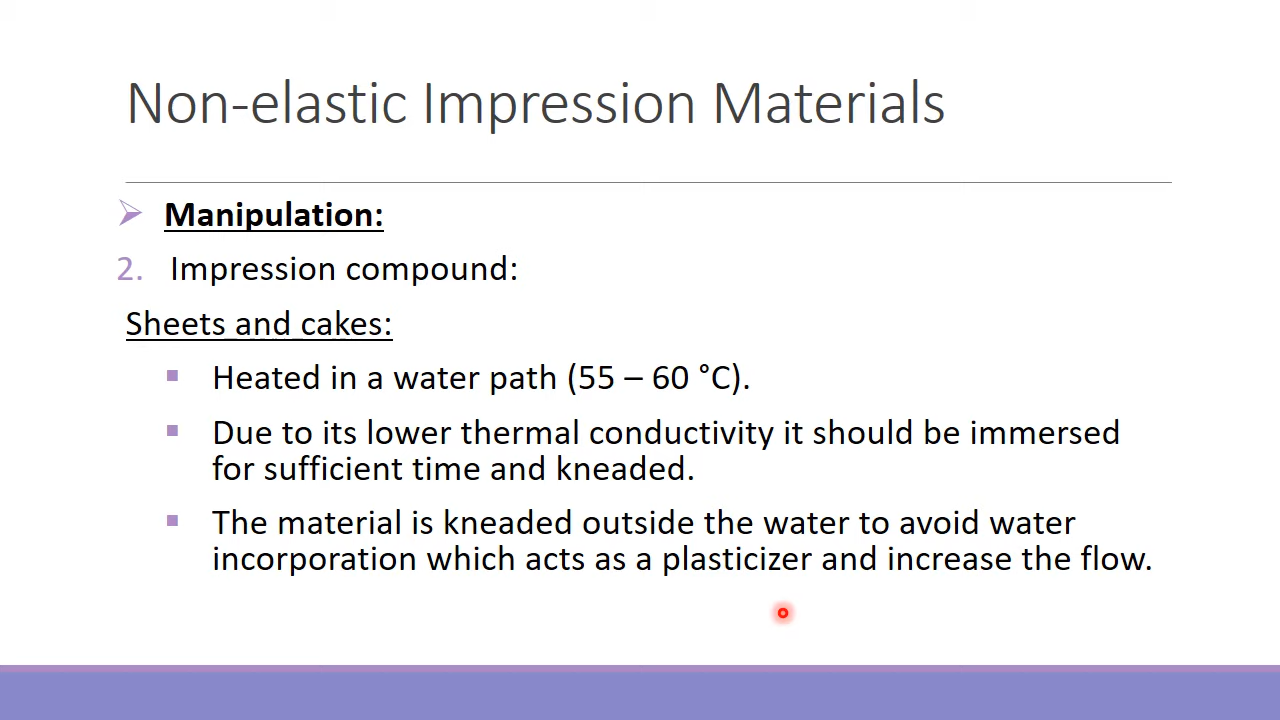 Non-elastic Impression Materials
Manipulation:
2. Impression compound:
Sheets and cakes:
Heated in a water path (55 – 60 °C).
Due to its lower thermal conductivity it should be immersed
for sufficient time and kneaded.
The material is kneaded outside the water to avoid water
incorporation which acts as a plasticizer and increase the flow.